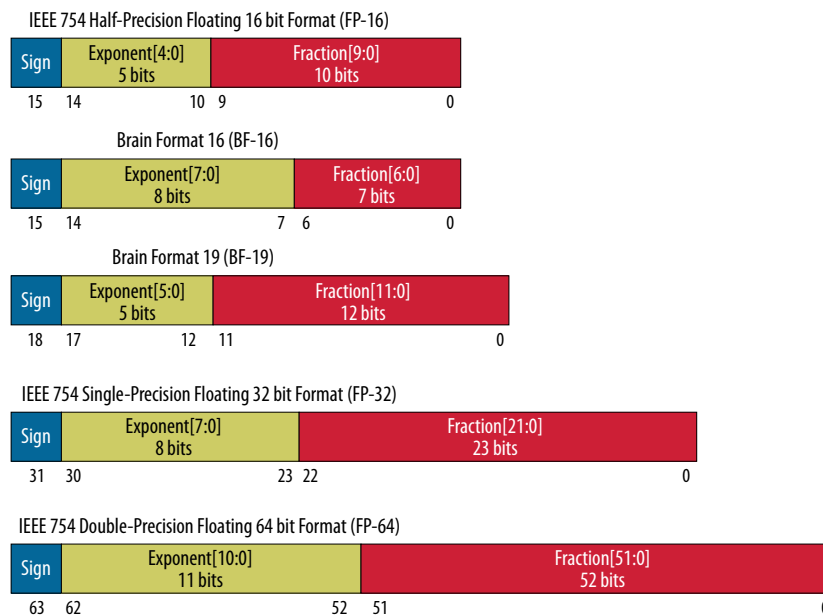 IEEE 754 Half-Precision Floating 16 bit Format (FP-16)
Sign Exponent[4:0] Fraction[9:0]
5 bits 10 bits
15 14 10 9 0
Brain Format 16 (BF-16)
Sign Exponent[7:0] Fraction[6:0]
8 bits 7 bits
15 14 7 6 0
Brain Format 19 (BF-19)
Sign Exponent[5:0] Fraction[11:0]
5 bits 12 bits
18 17 12 11 0
IEEE 754 Single-Precision Floating 32 bit Format (FP-32)
Sign Exponent[7:0] Fraction[21:0]
8 bits 23 bits
31 30 23 22 0
IEEE 754 Double-Precision Floating 64 bit Format (FP-64)
Sign Exponent[10:0] Fraction[51:0]
11 bits 52 bits
63 62 52 51